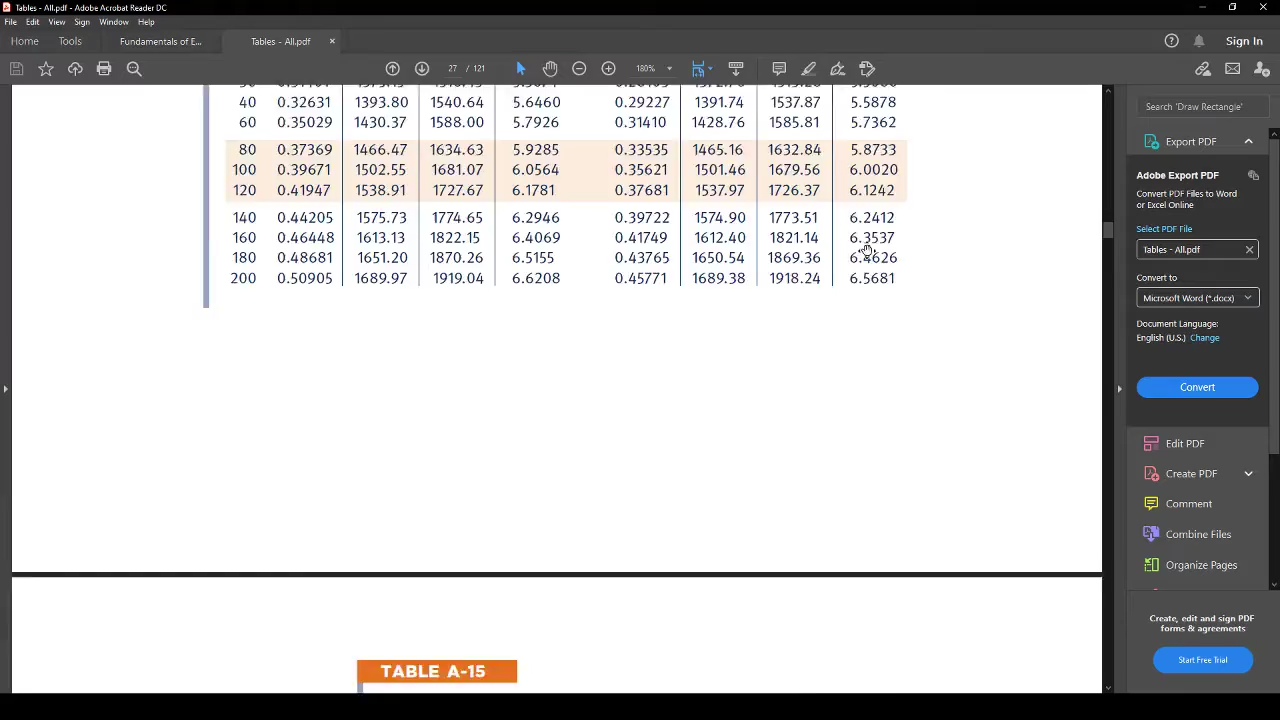 Tables - All.pdf - Adobe Acrobat Reader DC
File Edit View Sign Window Help
Home Tools Fundamentals of E... Tables - All.pdf × Sign In
27 / 121 180%
40 0.32631 1393.80 1540.64 5.6460 0.29227 1391.74 1537.87 5.5878
60 0.35029 1430.37 1588.00 5.7926 0.31410 1428.76 1585.81 5.7362
80 0.37369 1466.47 1634.63 5.9285 0.33535 1465.16 1632.84 5.8733
100 0.39671 1502.55 1681.07 6.0564 0.35621 1501.46 1679.56 6.0020
120 0.41947 1538.91 1727.67 6.1781 0.37681 1537.97 1726.37 6.1242
140 0.44205 1575.73 1774.65 6.2946 0.39722 1574.90 1773.51 6.2412
160 0.46448 1613.13 1822.15 6.4069 0.41749 1612.40 1821.14 6.3537
180 0.48681 1651.20 1870.26 6.5155 0.43765 1650.54 1869.36 6.4626
200 0.50905 1689.97 1919.04 6.6208 0.45771 1689.38 1918.24 6.5681
TABLE A-15
Search 'Draw Rectangle'
Export PDF
Adobe Export PDF
Convert PDF Files to Word
or Excel Online
Select PDF File
Tables - All.pdf
Convert to
Microsoft Word (*.docx)
Document Language:
English (U.S.) Change
Convert
Edit PDF
Create PDF
Comment
Combine Files
Organize Pages
Create, edit and sign PDF
forms & agreements
Start Free Trial